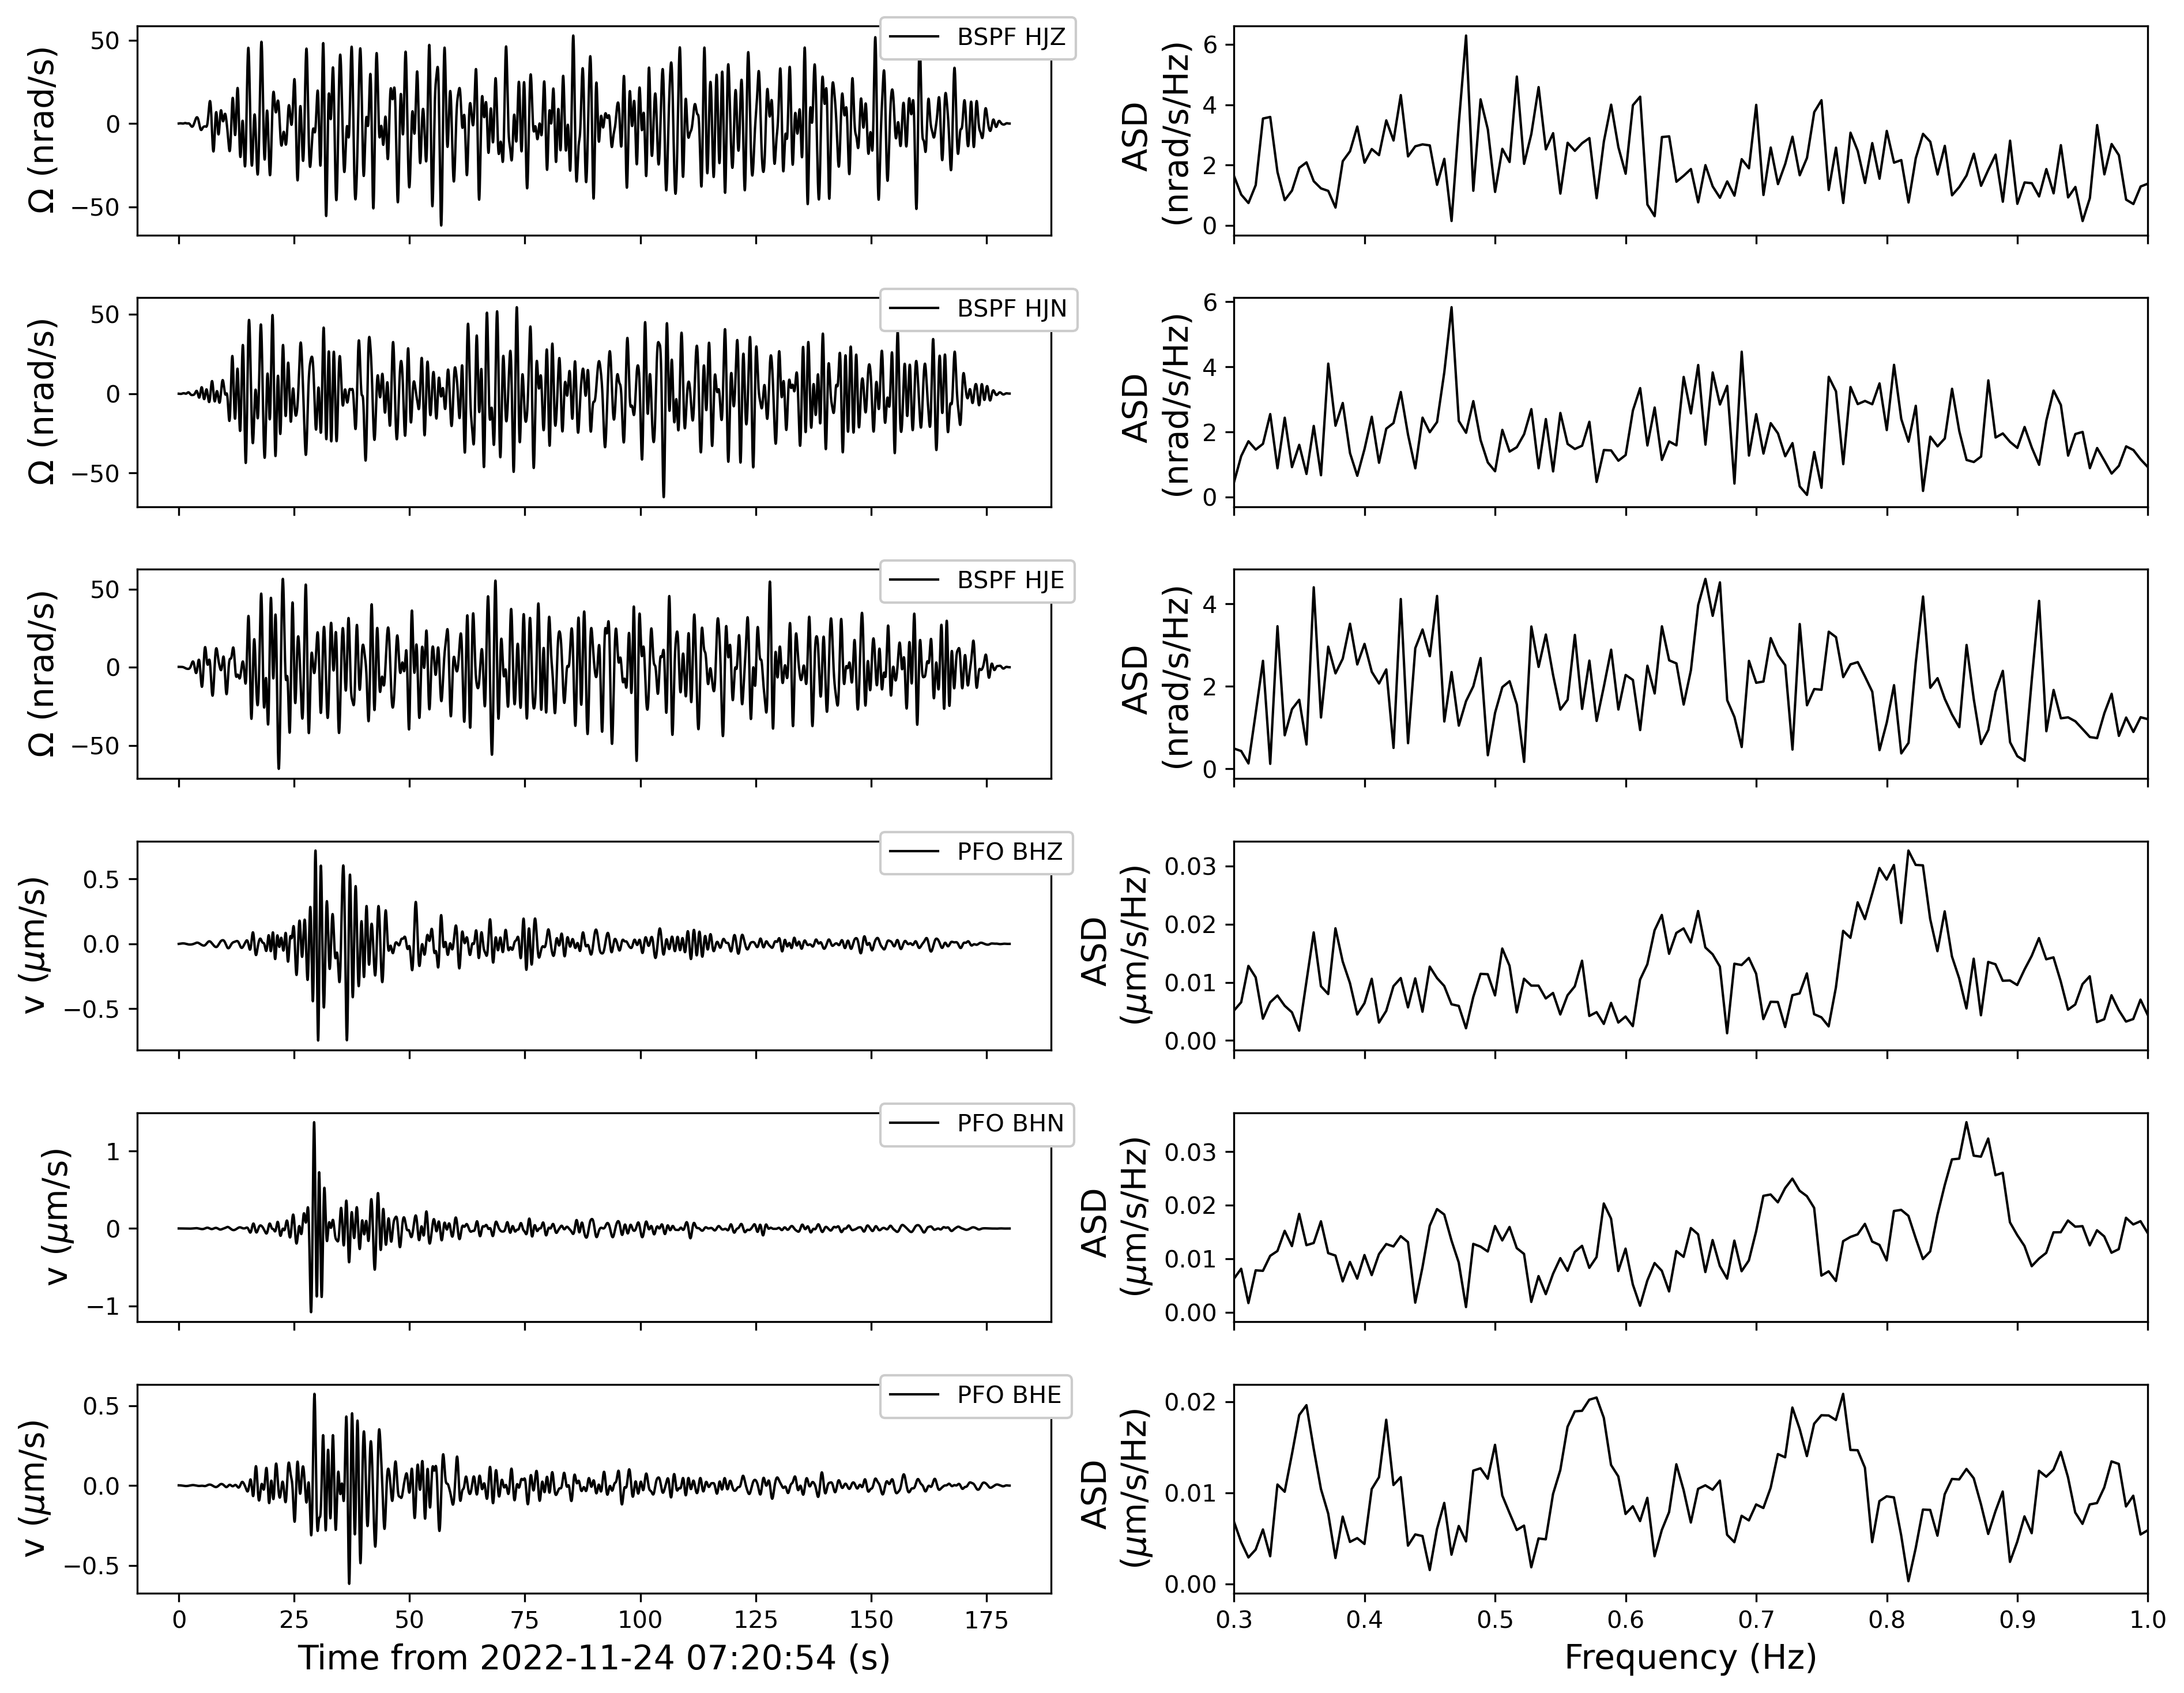 BSPF HJZ
Ω (nrad/s)
50
0
−50
ASD
(nrad/s/Hz)
6
4
2
0
BSPF HJN
Ω (nrad/s)
50
0
−50
ASD
(nrad/s/Hz)
6
4
2
0
BSPF HJE
Ω (nrad/s)
50
0
−50
ASD
(nrad/s/Hz)
4
2
0
PFO BHZ
v (μm/s)
0.5
0.0
−0.5
ASD
(μm/s/Hz)
0.03
0.02
0.01
0.00
PFO BHN
v (μm/s)
1
0
−1
ASD
(μm/s/Hz)
0.03
0.02
0.01
0.00
PFO BHE
v (μm/s)
0.5
0.0
−0.5
ASD
(μm/s/Hz)
0.02
0.01
0.00
0 25 50 75 100 125 150 175
Time from 2022-11-24 07:20:54 (s)
0.3 0.4 0.5 0.6 0.7 0.8 0.9 1.0
Frequency (Hz)